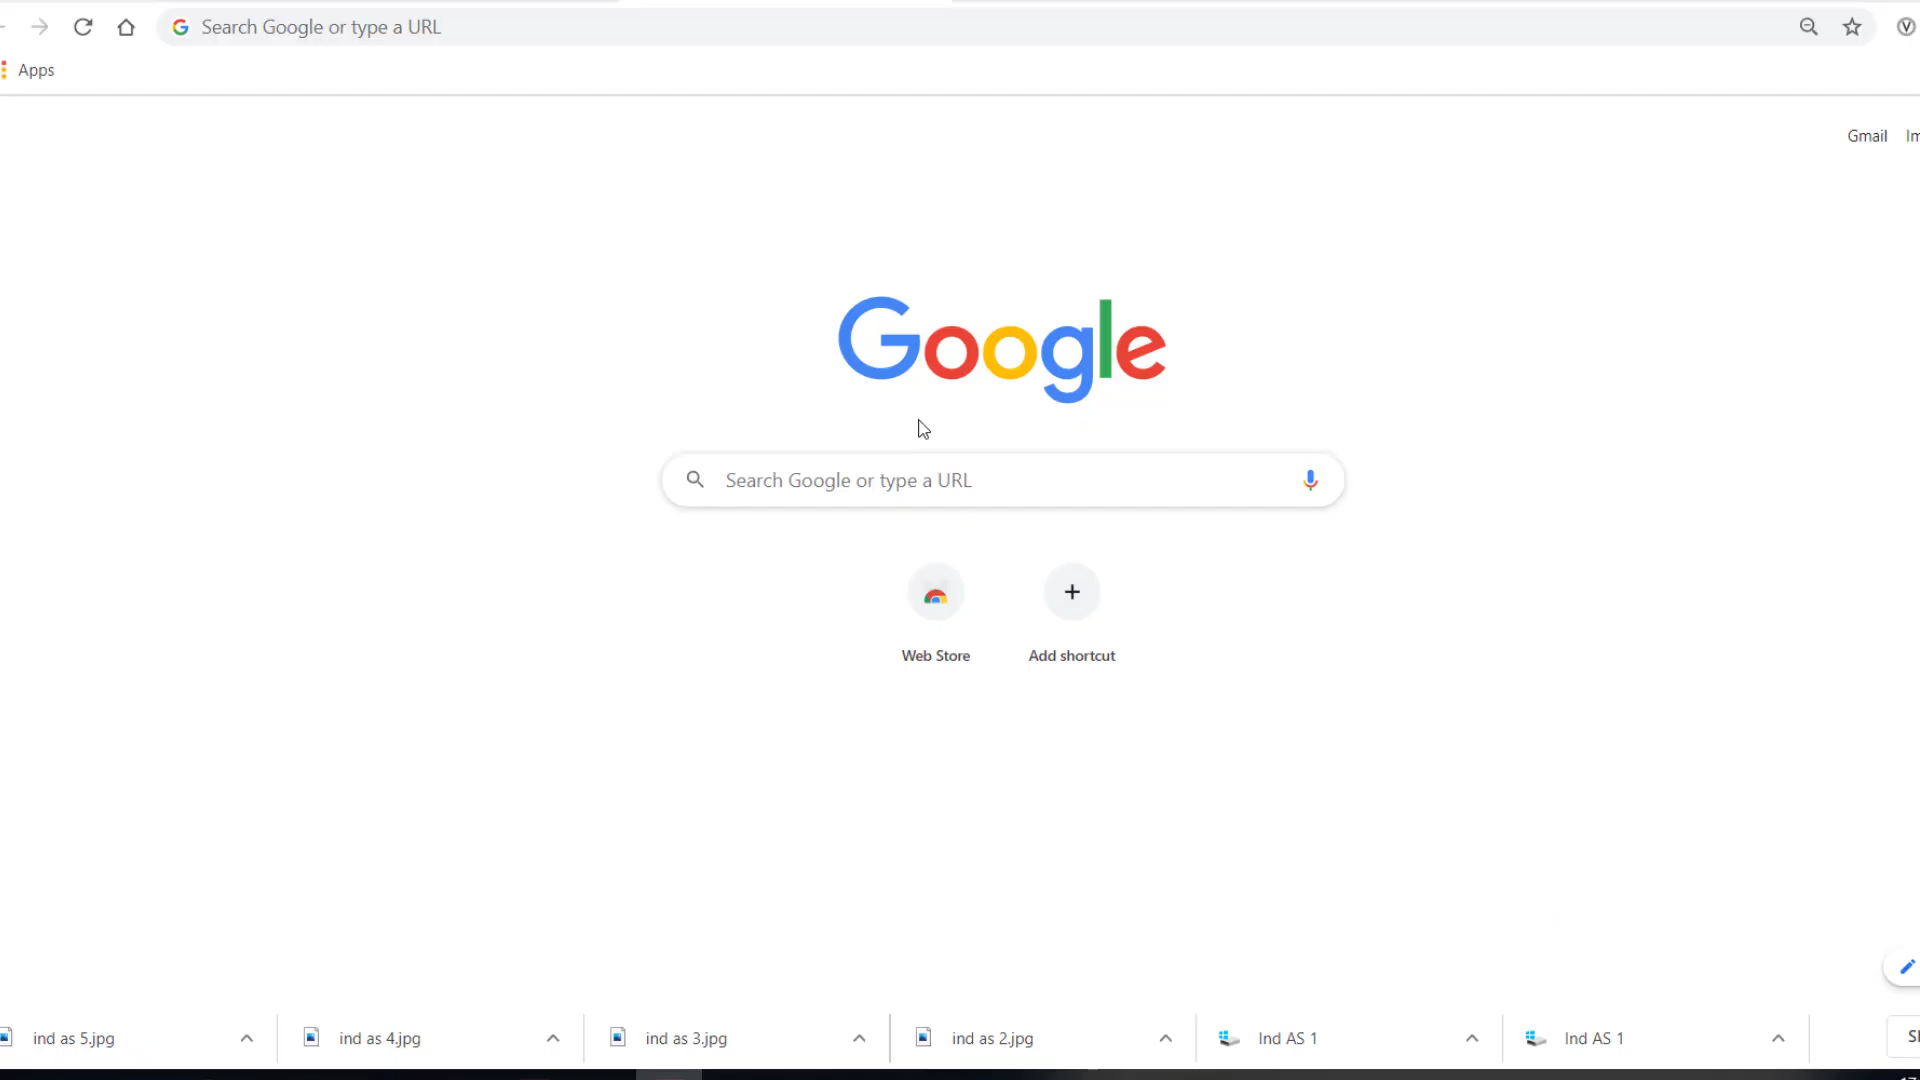 Search Google or type a URL
Apps
Gmail
Google
Search Google or type a URL
Web Store
Add shortcut
ind as 5.jpg
ind as 4.jpg
ind as 3.jpg
ind as 2.jpg
Ind AS 1
Ind AS 1